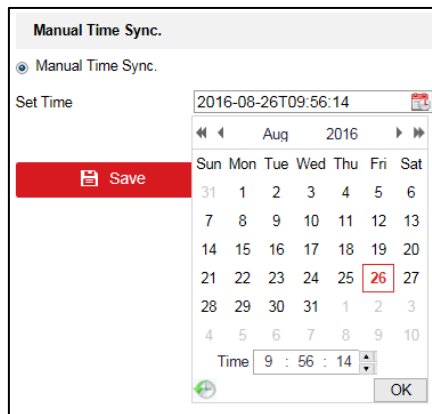 Manual Time Sync.
Manual Time Sync.
Set Time 2016-08-26T09:56:14
Aug 2016
Sun Mon Tue Wed Thu Fri Sat
31 1 2 3 4 5 6
7 8 9 10 11 12 13
14 15 16 17 18 19 20
21 22 23 24 25 26 27
28 29 30 31 1 2 3
4 5 6 7 8 9 10
Time 9 : 56 : 14
OK
Save